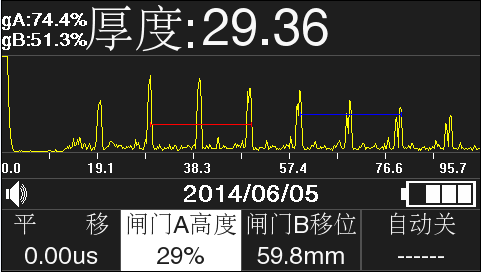 gA:74.4%
gB:51.3%
厚度:29.36
0.0 19.1 38.3 57.4 76.6 95.7
2014/06/05
平 移 闸门A高度 闸门B移位 自动关
0.00us 29% 59.8mm ------